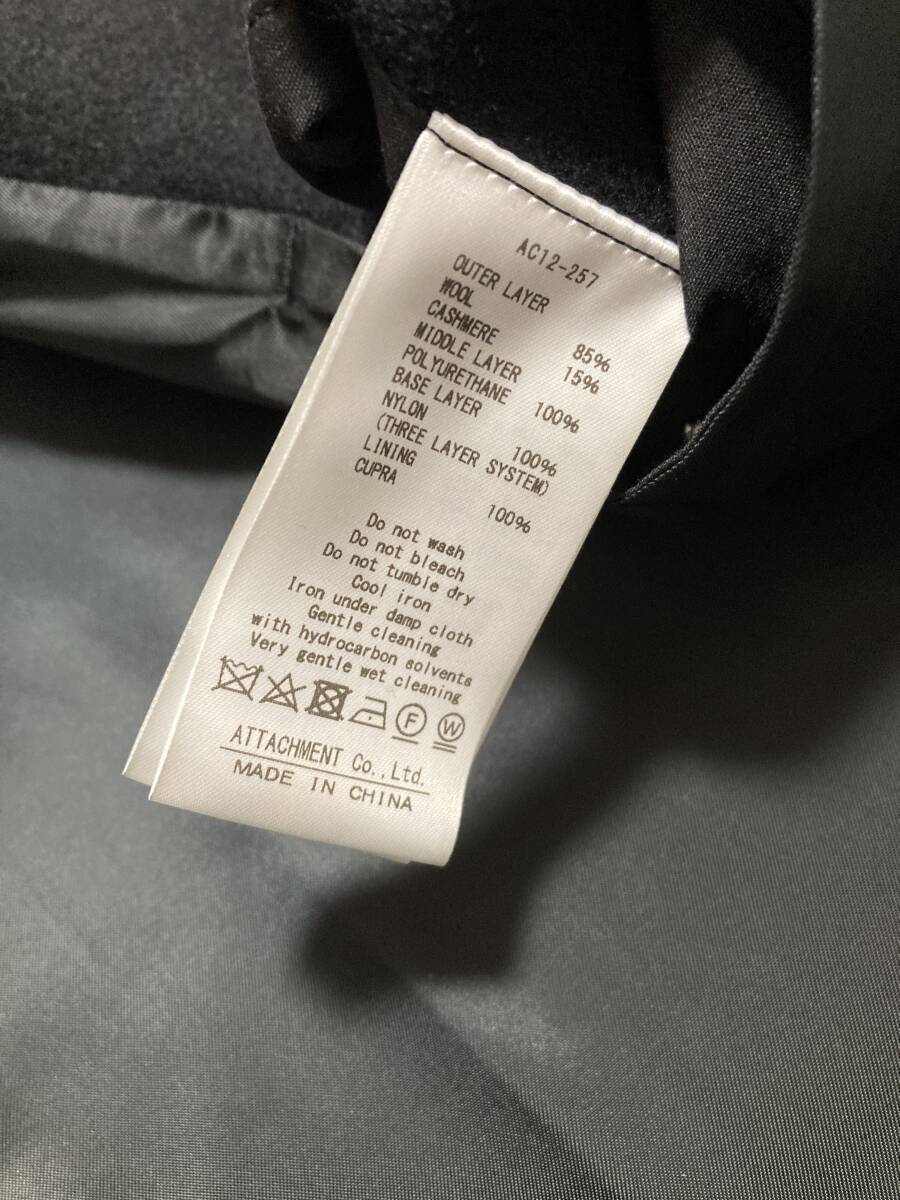 AC12-257
OUTER LAYER
WOOL 85%
CASHMERE 15%
MIDDLE LAYER
POLYURETHANE 100%
BASE LAYER
NYLON 100%
(THREE LAYER SYSTEM)
LINING
CUPRA 100%
Do not wash
Do not bleach
Do not tumble dry
Cool iron
Iron under damp cloth
Gentle cleaning
with hydrocarbon solvents
Very gentle wet cleaning
F W
ATTACHMENT Co.,Ltd.
MADE IN CHINA